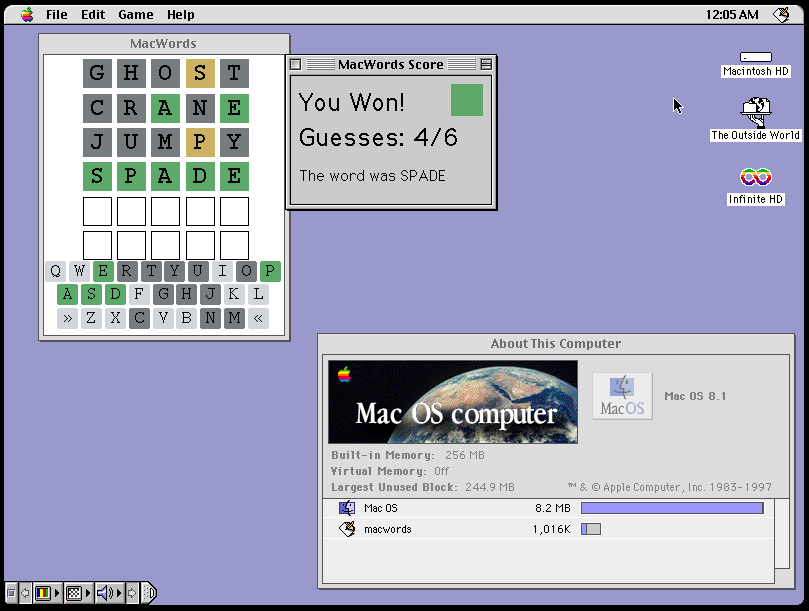 File Edit Game Help 12:05 AM
MacWords
G H O S T
C R A N E
J U M P Y
S P A D E
Q W E R T Y U I O P
A S D F G H J K L
» Z X C V B N M «
MacWords Score
You Won!
Guesses: 4/6
The word was SPADE
Macintosh HD
The Outside World
Infinite HD
About This Computer
Mac OS computer
MacOS
Mac OS 8.1
Built-in Memory: 256 MB
Virtual Memory: Off
Largest Unused Block: 244.9 MB
™ & © Apple Computer, Inc. 1983-1997
Mac OS 8.2 MB
macwords 1,016K